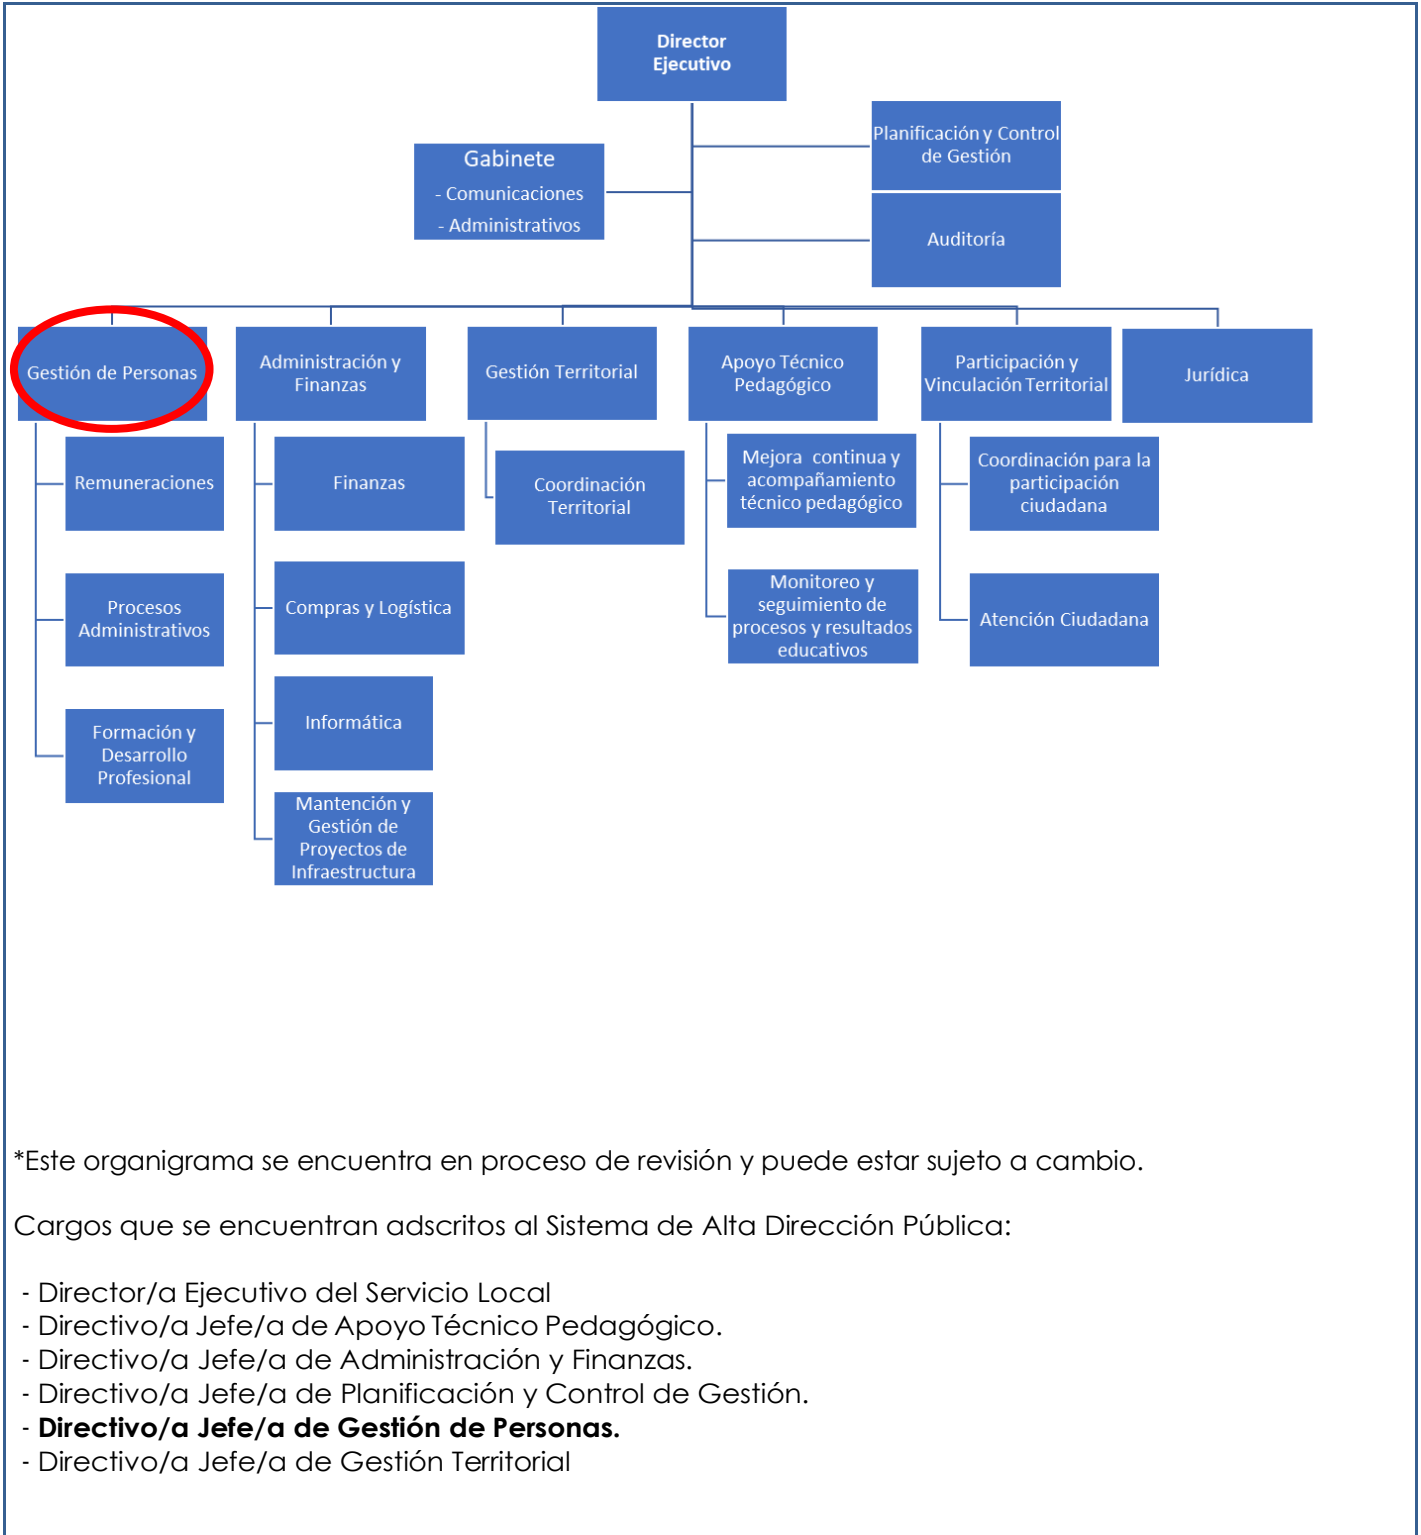 Director
Ejecutivo
Planificación y Control
de Gestión
Gabinete
- Comunicaciones
- Administrativos
Auditoría
Gestión de Personas
Administración y
Finanzas
Gestión Territorial
Apoyo Técnico
Pedagógico
Participación y
Vinculación Territorial
Jurídica
Remuneraciones
Procesos
Administrativos
Formación y
Desarrollo
Profesional
Finanzas
Compras y Logística
Informática
Mantención y
Gestión de
Proyectos de
Infraestructura
Coordinación
Territorial
Mejora continua y
acompañamiento
técnico pedagógico
Monitoreo y
seguimiento de
procesos y resultados
educativos
Coordinación para la
participación
ciudadana
Atención Ciudadana
*Este organigrama se encuentra en proceso de revisión y puede estar sujeto a cambio.
Cargos que se encuentran adscritos al Sistema de Alta Dirección Pública:
- Director/a Ejecutivo del Servicio Local
- Directivo/a Jefe/a de Apoyo Técnico Pedagógico.
- Directivo/a Jefe/a de Administración y Finanzas.
- Directivo/a Jefe/a de Planificación y Control de Gestión.
- Directivo/a Jefe/a de Gestión de Personas.
- Directivo/a Jefe/a de Gestión Territorial